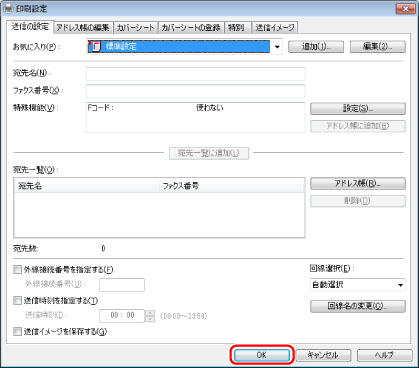 印刷設定
送信の設定 アドレス帳の編集 カバーシート カバーシートの登録 特別 送信イメージ
お気に入り(P): 標準設定 追加(1)... 編集(2)...
宛先名(N):
ファクス番号(X):
特殊機能(V): Fコード: 使わない 設定(S)...
アドレス帳に追加(B)
宛先一覧に追加(L)
宛先一覧(O):
宛先名 ファクス番号 アドレス帳(R)...
削除(D)
宛先数: 0
外線接続番号を指定する(F) 回線選択(E):
外線接続番号(U): 自動選択
送信時刻を指定する(T) 回線名の変更(C)...
送信時刻(I): 00 : 00 (00:00～23:59)
送信イメージを保存する(G)
OK キャンセル ヘルプ